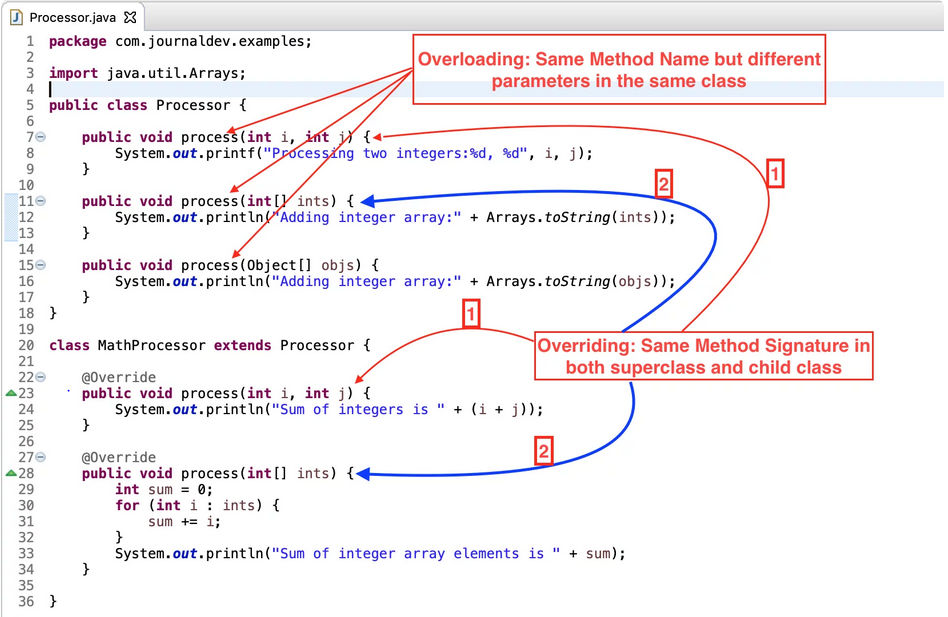 Processor.java
1 package com.journaldev.examples;
2
3 import java.util.Arrays;
4
5 public class Processor {
6
7 public void process(int i, int j) {
8 System.out.printf("Processing two integers:%d, %d", i, j);
9 }
10
11 public void process(int[] ints) {
12 System.out.println("Adding integer array:" + Arrays.toString(ints));
13 }
14
15 public void process(Object[] objs) {
16 System.out.println("Adding integer array:" + Arrays.toString(objs));
17 }
18 }
19
20 class MathProcessor extends Processor {
21
22 @Override
23 public void process(int i, int j) {
24 System.out.println("Sum of integers is " + (i + j));
25 }
26
27 @Override
28 public void process(int[] ints) {
29 int sum = 0;
30 for (int i : ints) {
31 sum += i;
32 }
33 System.out.println("Sum of integer array elements is " + sum);
34 }
35
36 }
Overloading: Same Method Name but different
parameters in the same class
1
2
1
Overriding: Same Method Signature in
both superclass and child class
2